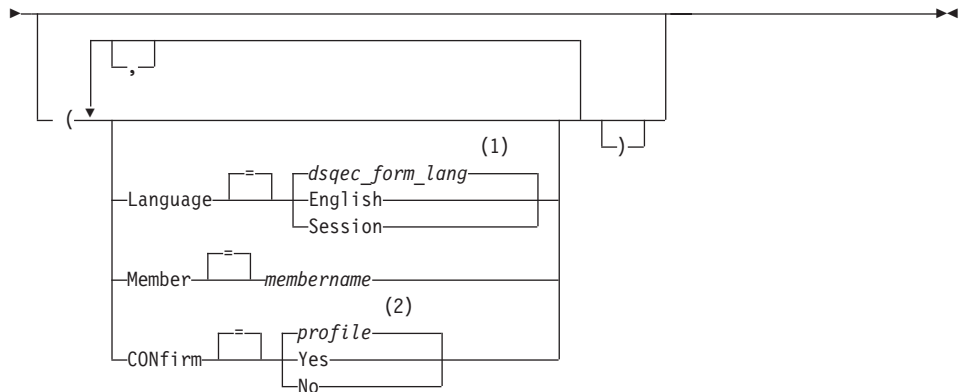 ,
(
)
(1)
= dsqec_form_lang
Language English
Session
=
Member membername
(2)
= profile
CONfirm Yes
No